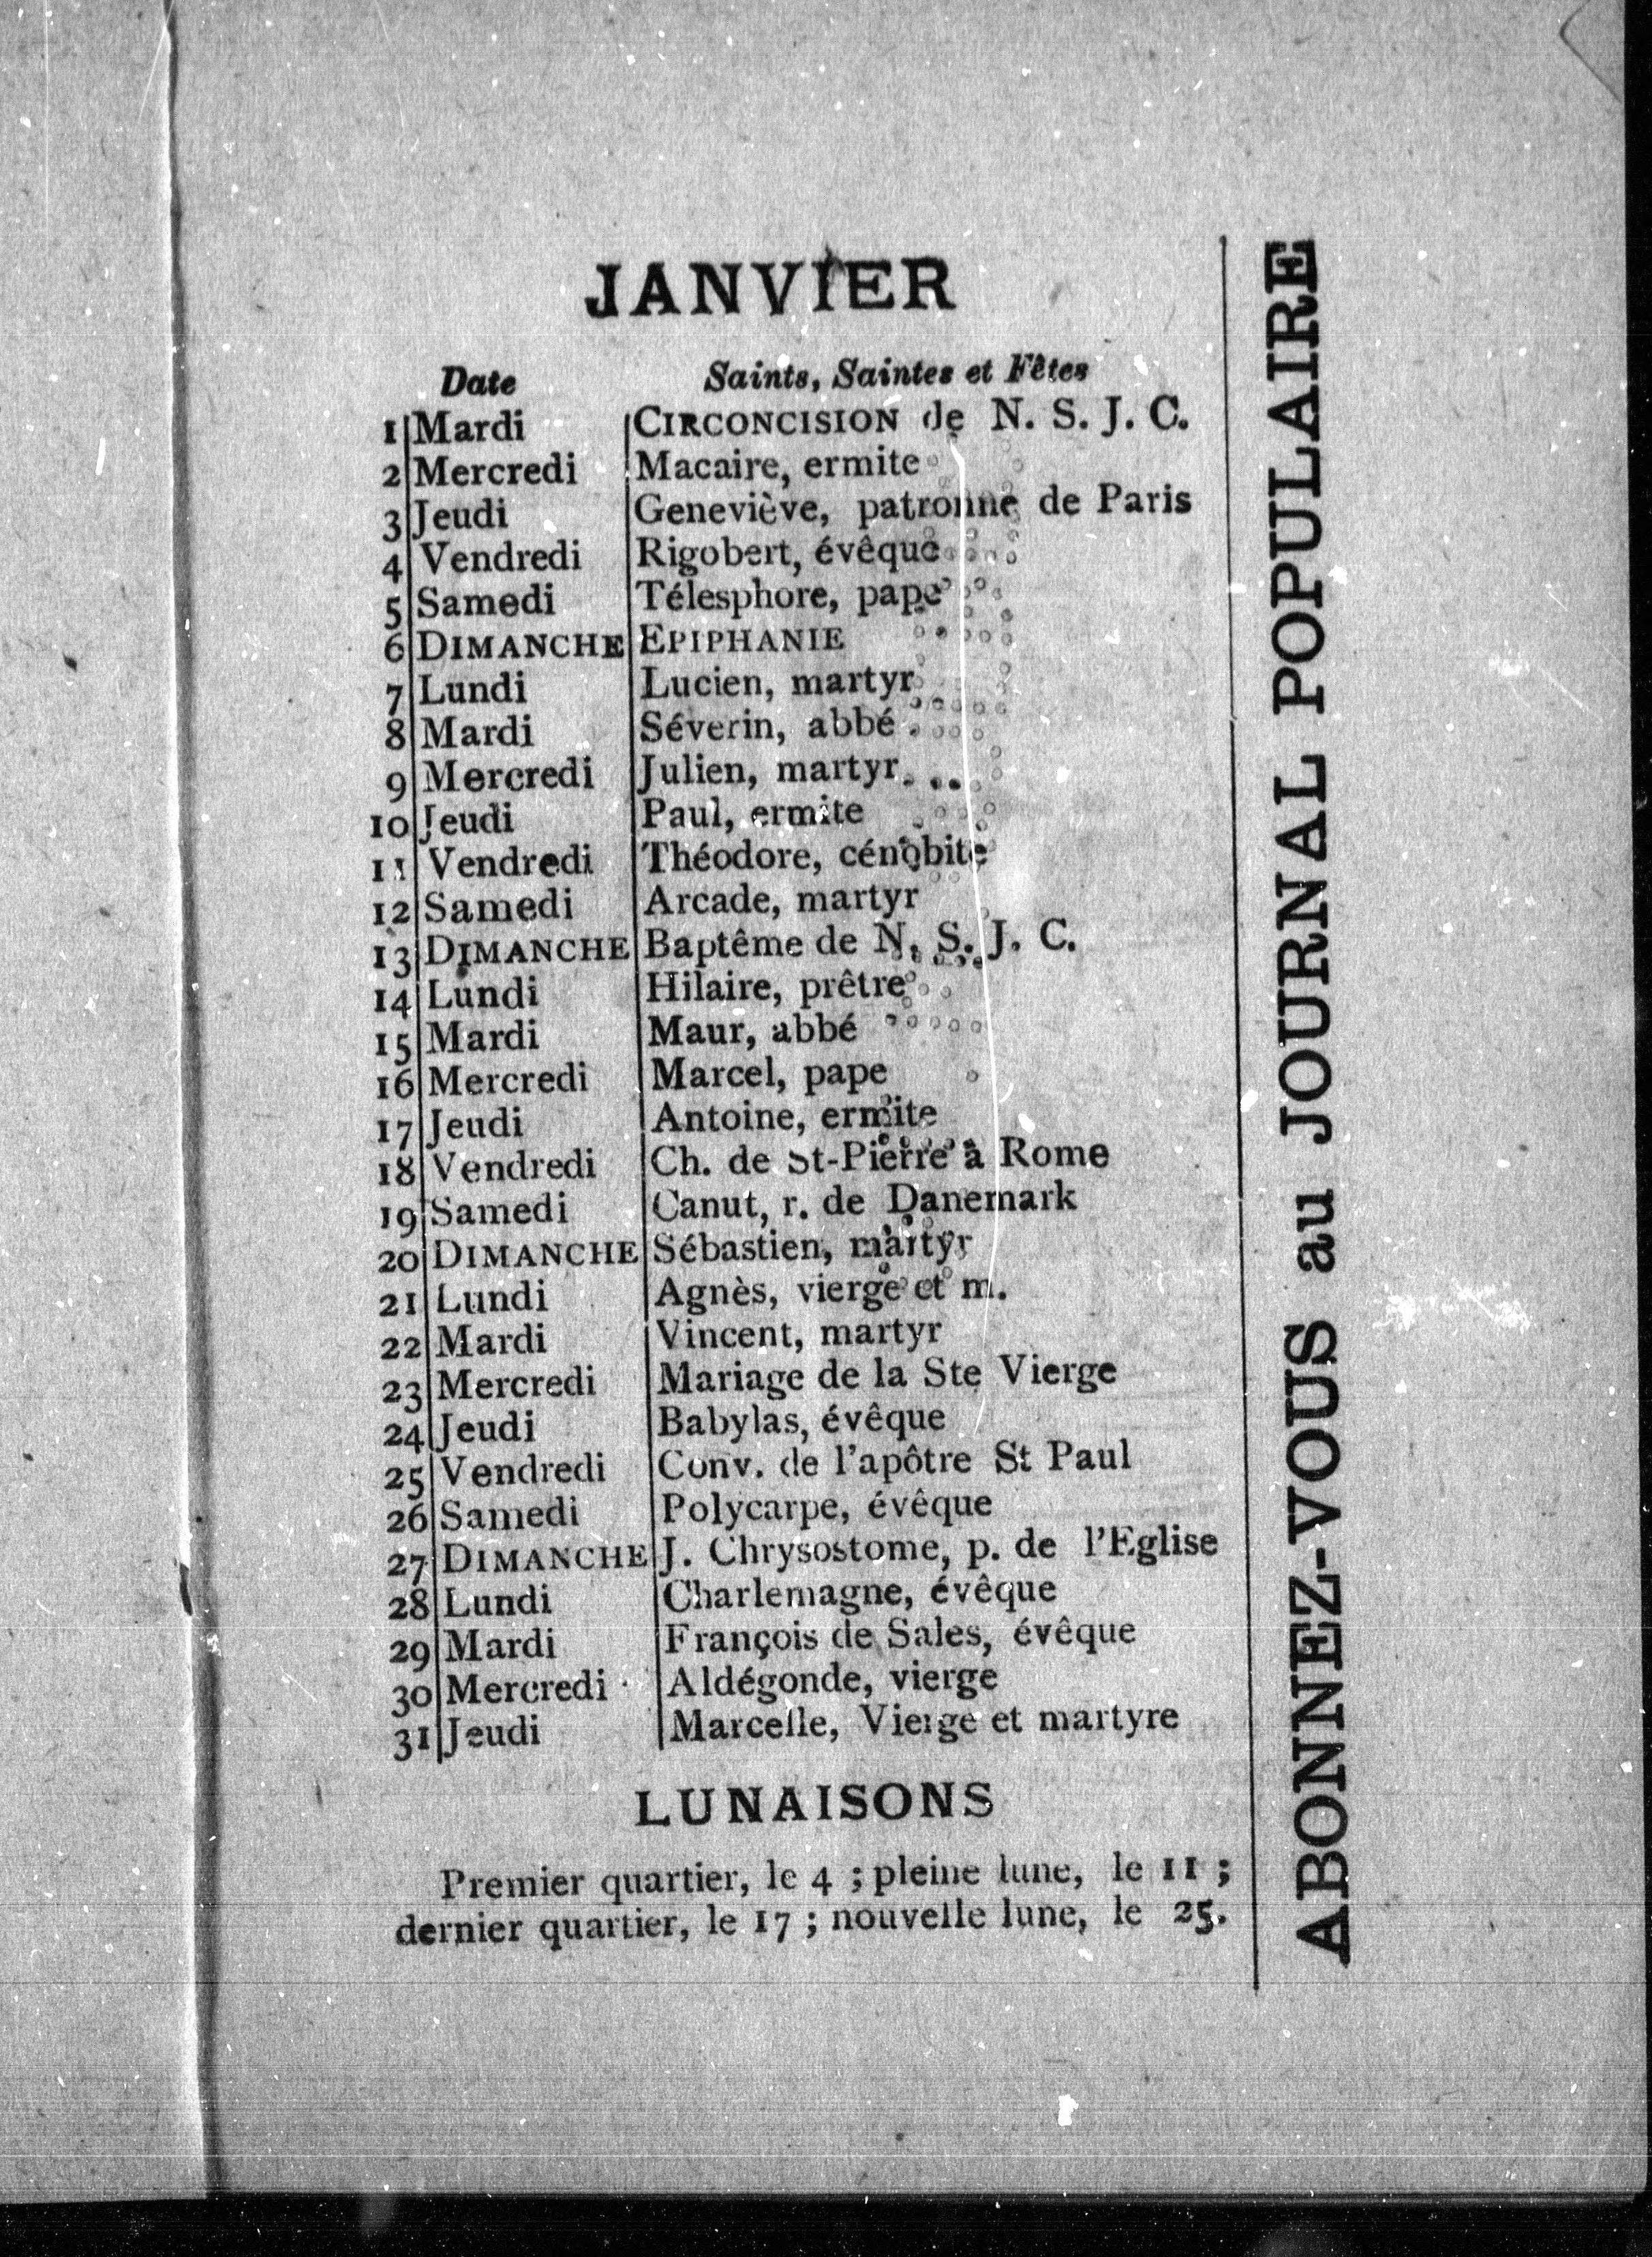 JANVIER
Date Saints, Saintes et Fêtes
1 Mardi CIRCONCISION de N. S. J. C.
2 Mercredi Macaire, ermite
3 Jeudi Geneviève, patronne de Paris
4 Vendredi Rigobert, évêque
5 Samedi Télesphore, pape
6 DIMANCHE EPIPHANIE
7 Lundi Lucien, martyr
8 Mardi Séverin, abbé
9 Mercredi Julien, martyr
10 Jeudi Paul, ermite
11 Vendredi Théodore, cénobite
12 Samedi Arcade, martyr
13 DIMANCHE Baptême de N. S. J. C.
14 Lundi Hilaire, prêtre
15 Mardi Maur, abbé
16 Mercredi Marcel, pape
17 Jeudi Antoine, ermite
18 Vendredi Ch. de St-Pierre à Rome
19 Samedi Canut, r. de Danemark
20 DIMANCHE Sébastien, martyr
21 Lundi Agnès, vierge et m.
22 Mardi Vincent, martyr
23 Mercredi Mariage de la Ste Vierge
24 Jeudi Babylas, évêque
25 Vendredi Conv. de l'apôtre St Paul
26 Samedi Polycarpe, évêque
27 DIMANCHE J. Chrysostome, p. de l'Eglise
28 Lundi Charlemagne, évêque
29 Mardi François de Sales, évêque
30 Mercredi Aldégonde, vierge
31 Jeudi Marcelle, Vierge et martyre
LUNAISONS
Premier quartier, le 4 ; pleine lune, le 11 ;
dernier quartier, le 17 ; nouvelle lune, le 25.
ABONNEZ-VOUS au JOURNAL POPULAIRE